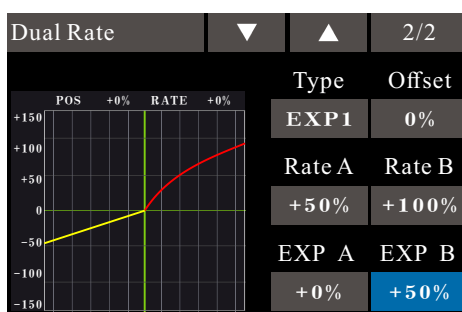 Dual Rate ▼ ▲ 2/2
POS +0% RATE +0%
+150
+100
+50
0
−50
−100
−150
Type Offset
EXP1 0%
Rate A Rate B
+50% +100%
EXP A EXP B
+0% +50%